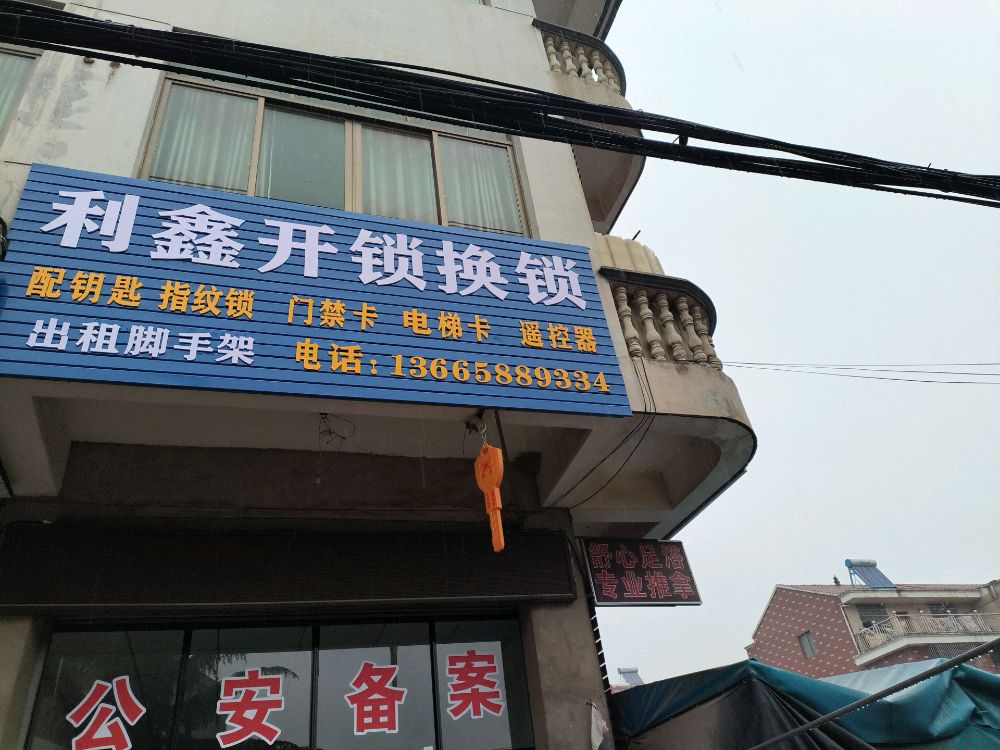 利鑫开锁换锁
配钥匙 指纹锁 门禁卡 电梯卡 遥控器
出租脚手架 电话:13665889334
舒心足浴
专业推拿
公安备案